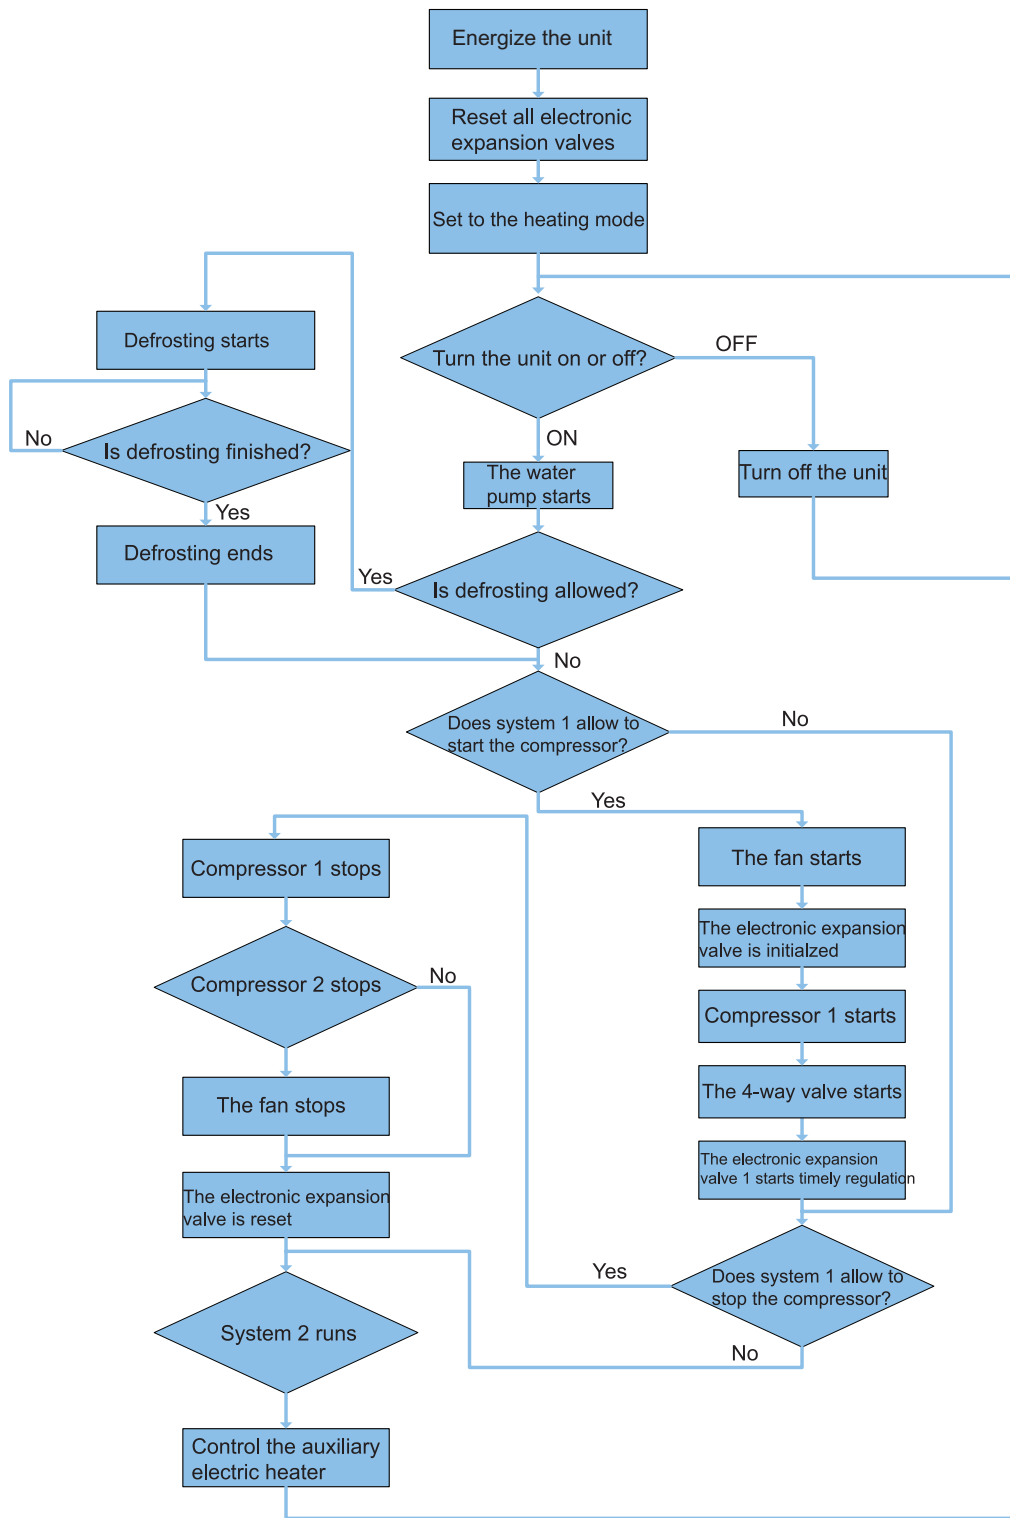 Energize the unit
Reset all electronic
expansion valves
Set to the heating mode
Turn the unit on or off?
OFF
ON
Turn off the unit
The water
pump starts
Is defrosting allowed?
Yes
No
Defrosting starts
Is defrosting finished?
No
Yes
Defrosting ends
Does system 1 allow to
start the compressor?
No
Yes
The fan starts
The electronic expansion
valve is initialzed
Compressor 1 starts
The 4-way valve starts
The electronic expansion
valve 1 starts timely regulation
Does system 1 allow to
stop the compressor?
Yes
No
Compressor 1 stops
Compressor 2 stops
No
The fan stops
The electronic expansion
valve is reset
System 2 runs
Control the auxiliary
electric heater